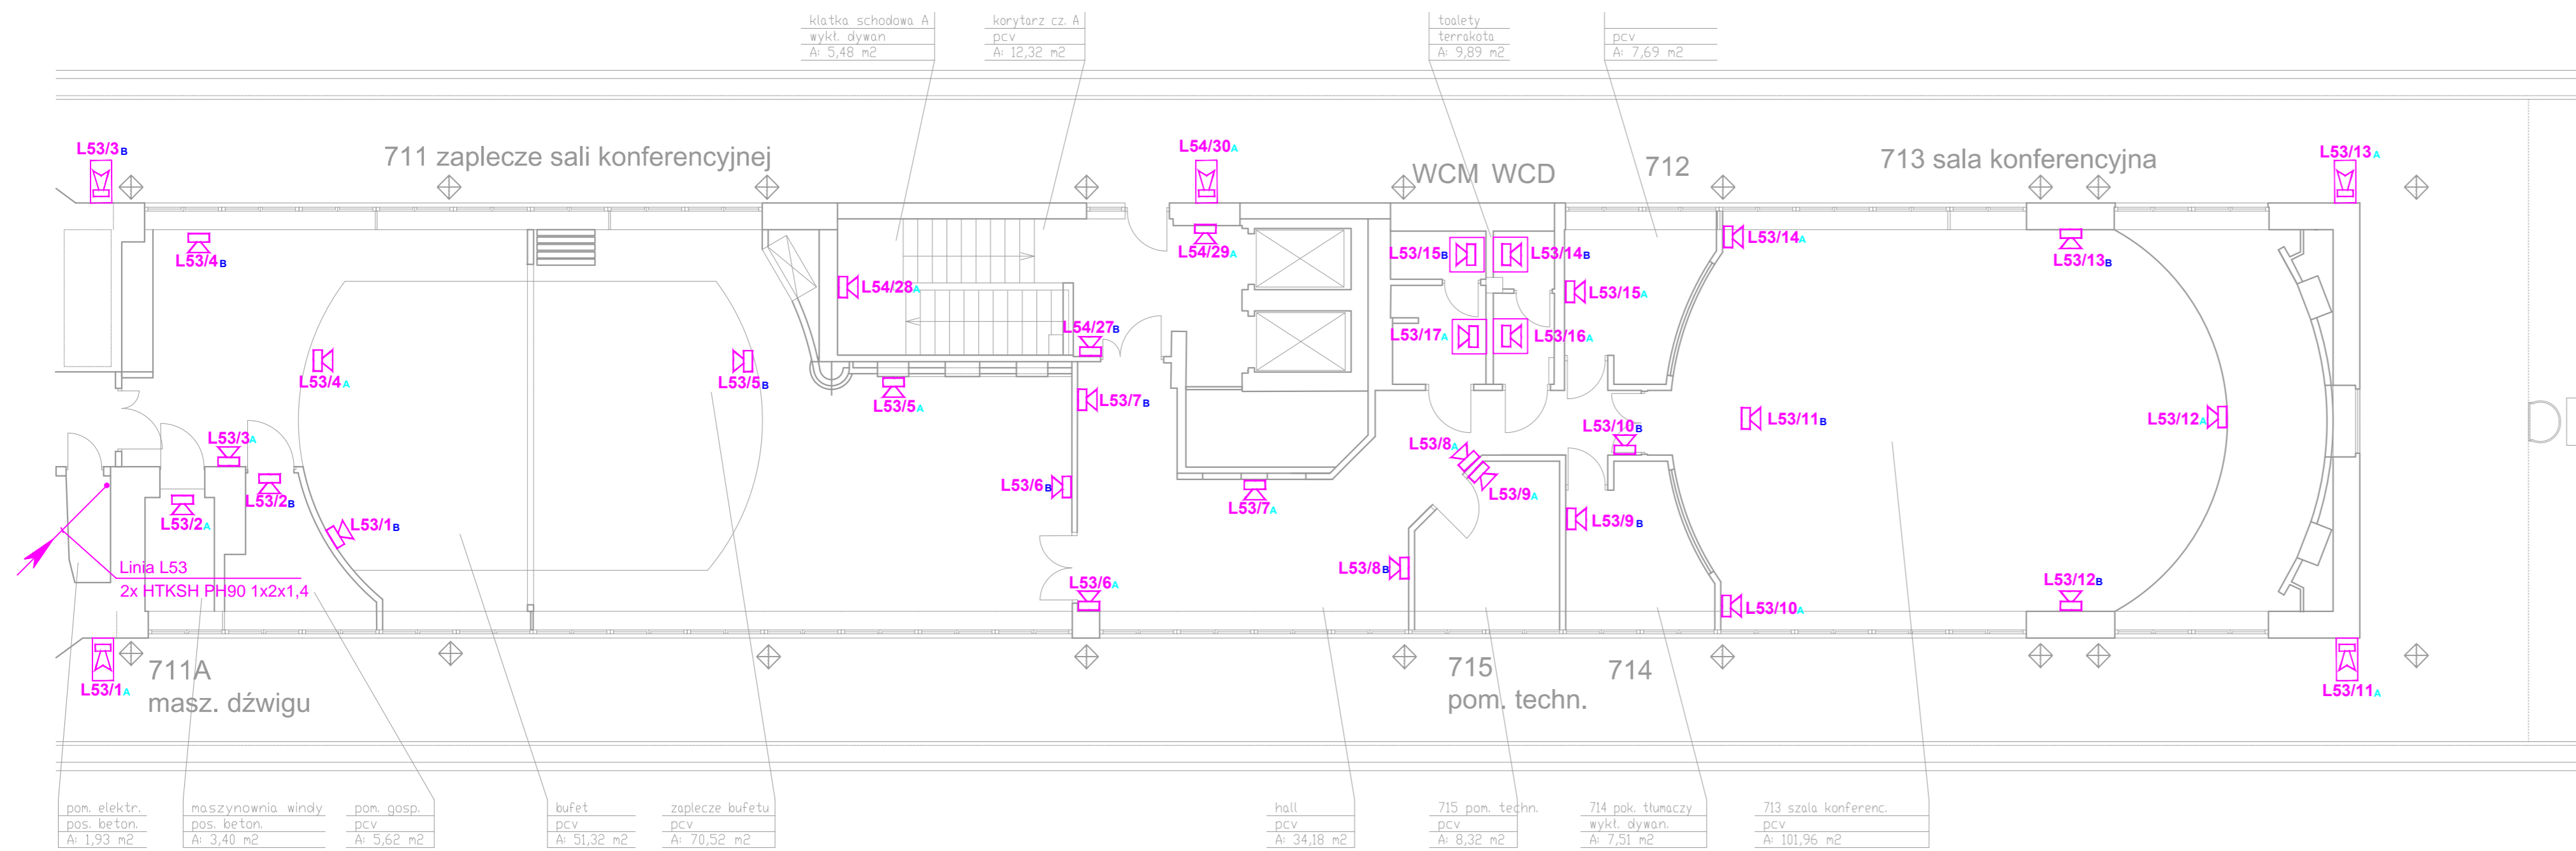 klatka schodowa A
wykł. dywan
A: 5,48 m2
korytarz cz. A
pcv
A: 12,32 m2
toalety
terrakota
A: 9,89 m2
pcv
A: 7,69 m2
L53/3B
711 zaplecze sali konferencyjnej
L54/30A
WCM WCD
712
713 sala konferencyjna
L53/13A
L53/4B
L54/29A
L53/15B
L53/14B
L53/14A
L53/13B
L54/28A
L53/15A
L54/27B
L53/17A
L53/16A
L53/4A
L53/5B
L53/5A
L53/7B
L53/11B
L53/12A
L53/3A
L53/8A
L53/10B
L53/2B
L53/6B
L53/7A
L53/9A
L53/2A
L53/1B
L53/9B
Linia L53
2x HTKSH PH90 1x2x1,4
L53/8B
L53/6A
L53/12B
L53/10A
L53/1A
711A
masz. dźwigu
715
pom. techn.
714
L53/11A
pom. elektr.
pos. beton.
A: 1,93 m2
maszynownia windy
pos. beton.
A: 3,40 m2
pom. gosp.
pcv
A: 5,62 m2
bufet
pcv
A: 51,32 m2
zaplecze bufetu
pcv
A: 70,52 m2
hall
pcv
A: 34,18 m2
715 pom. techn.
pcv
A: 8,32 m2
714 pok. tłumaczy
wykł. dywan.
A: 7,51 m2
713 szala konferenc.
pcv
A: 101,96 m2